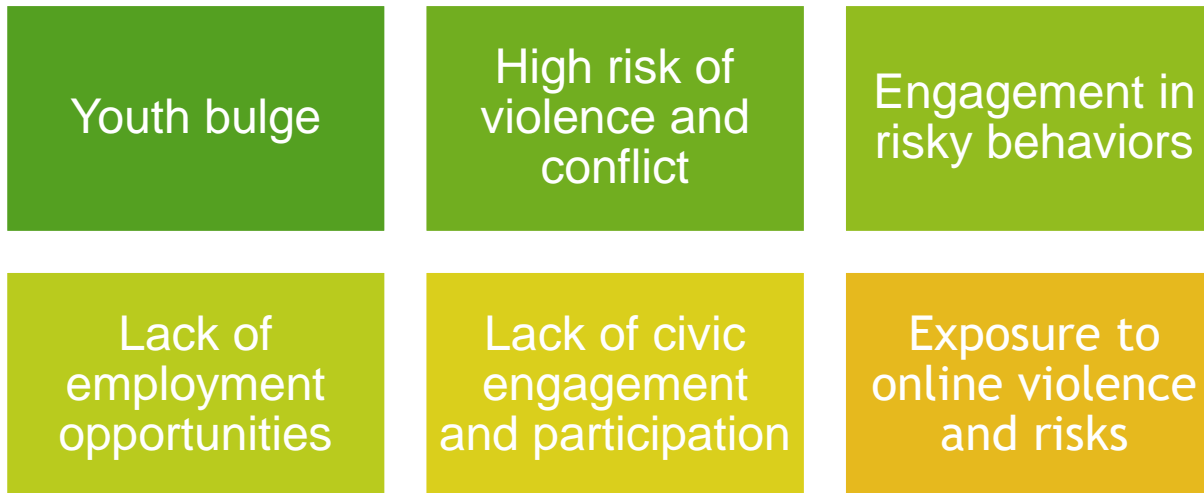 Youth bulge
High risk of
violence and
conflict
Engagement in
risky behaviors
Lack of
employment
opportunities
Lack of civic
engagement
and participation
Exposure to
online violence
and risks